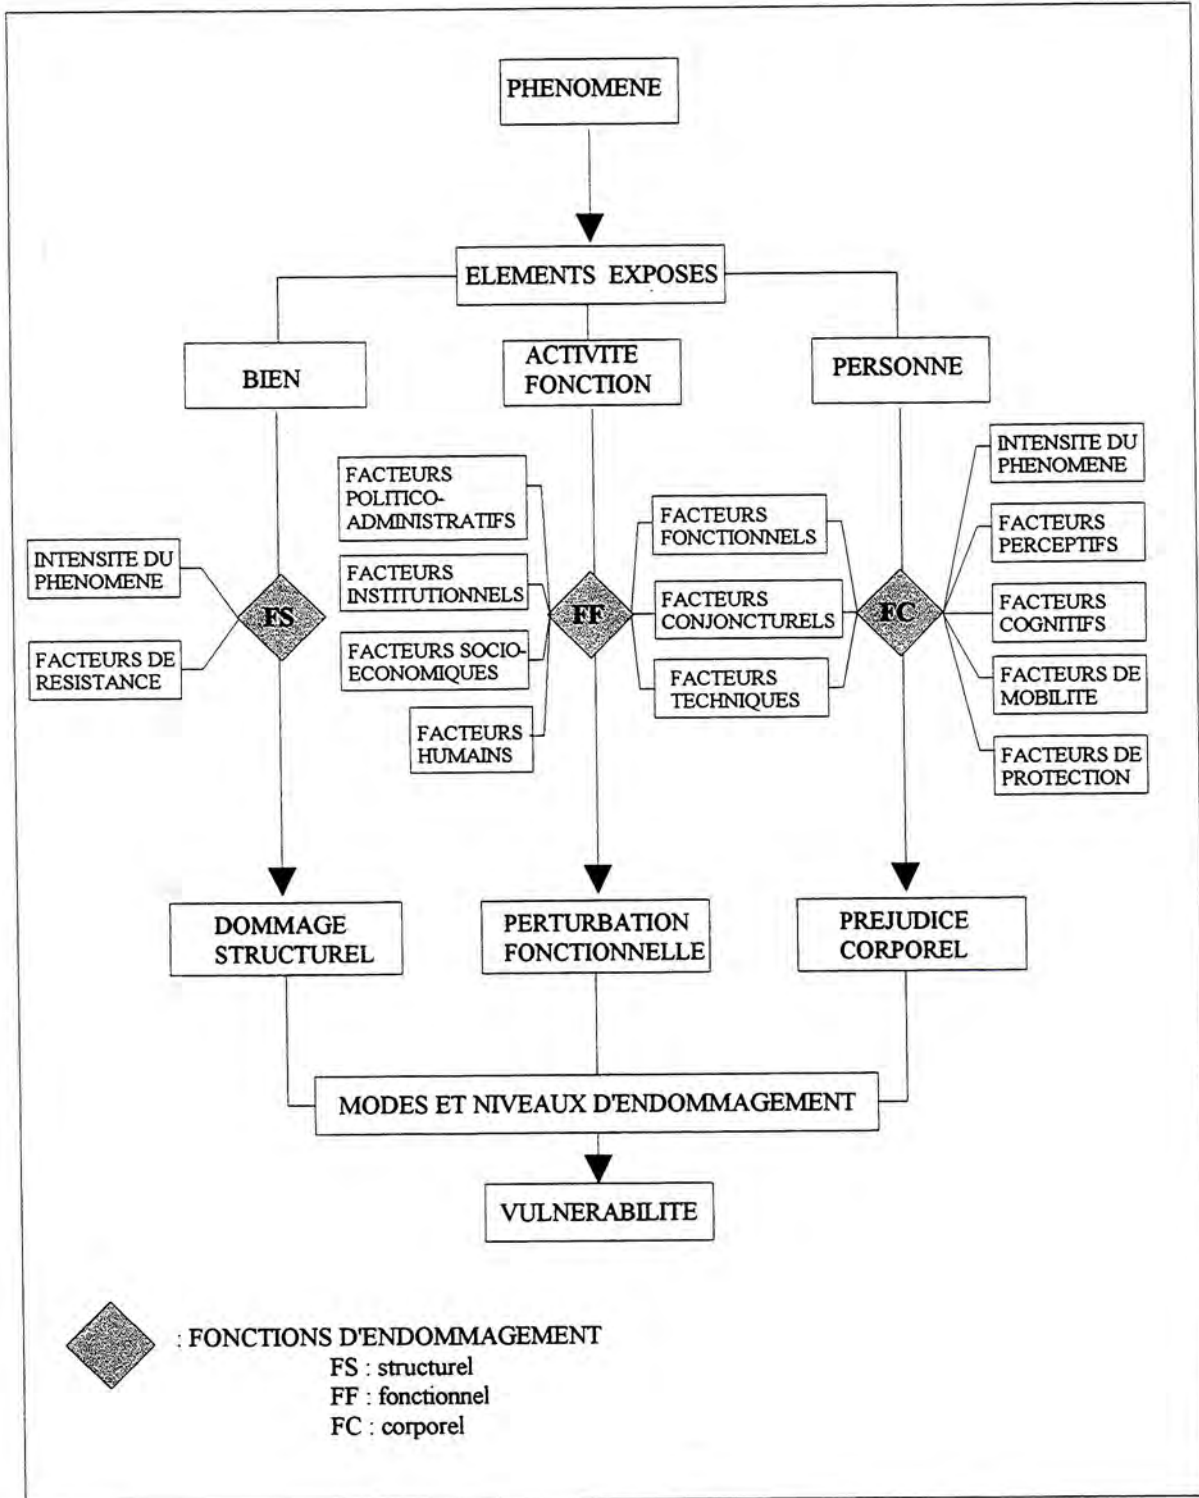 PHENOMENE
ELEMENTS EXPOSES
BIEN
ACTIVITE
FONCTION
PERSONNE
INTENSITE DU
PHENOMENE
FACTEURS DE
RESISTANCE
FS
FACTEURS
POLITICO-
ADMINISTRATIFS
FACTEURS
INSTITUTIONNELS
FACTEURS SOCIO-
ECONOMIQUES
FACTEURS
HUMAINS
FF
FACTEURS
FONCTIONNELS
FACTEURS
CONJONCTURELS
FACTEURS
TECHNIQUES
FC
INTENSITE DU
PHENOMENE
FACTEURS
PERCEPTIFS
FACTEURS
COGNITIFS
FACTEURS DE
MOBILITE
FACTEURS DE
PROTECTION
DOMMAGE
STRUCTUREL
PERTURBATION
FONCTIONNELLE
PREJUDICE
CORPOREL
MODES ET NIVEAUX D'ENDOMMAGEMENT
VULNERABILITE
: FONCTIONS D'ENDOMMAGEMENT
FS : structurel
FF : fonctionnel
FC : corporel